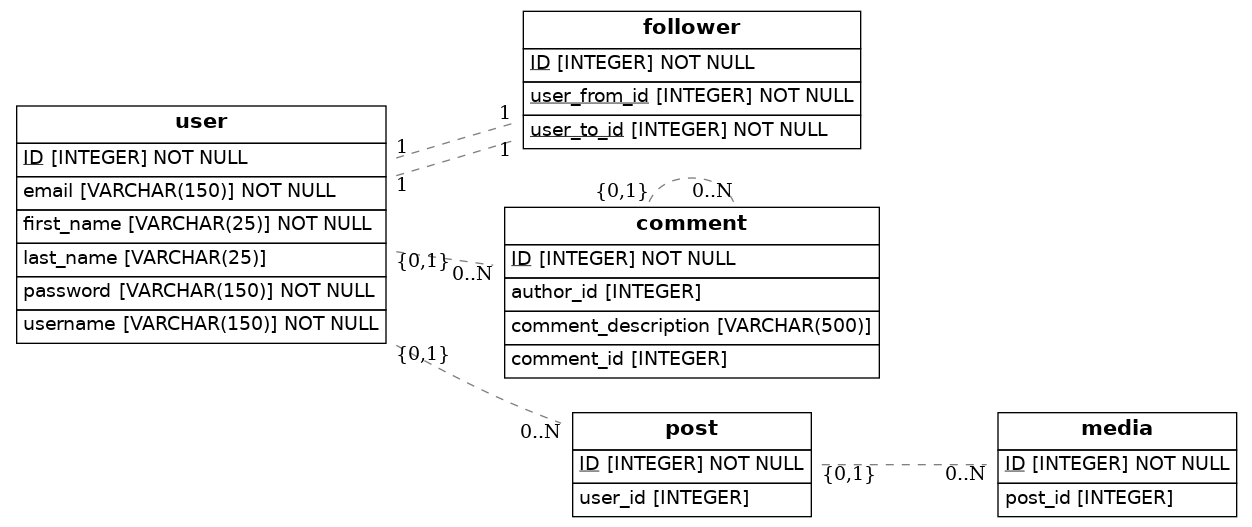 follower
ID [INTEGER] NOT NULL
user_from_id [INTEGER] NOT NULL
user_to_id [INTEGER] NOT NULL
user
ID [INTEGER] NOT NULL
email [VARCHAR(150)] NOT NULL
first_name [VARCHAR(25)] NOT NULL
last_name [VARCHAR(25)]
password [VARCHAR(150)] NOT NULL
username [VARCHAR(150)] NOT NULL
1
1
1
1
{0,1} 0..N
comment
ID [INTEGER] NOT NULL
author_id [INTEGER]
comment_description [VARCHAR(500)]
comment_id [INTEGER]
{0,1} 0..N
{0,1}
0..N
post
ID [INTEGER] NOT NULL
user_id [INTEGER]
{0,1} 0..N
media
ID [INTEGER] NOT NULL
post_id [INTEGER]